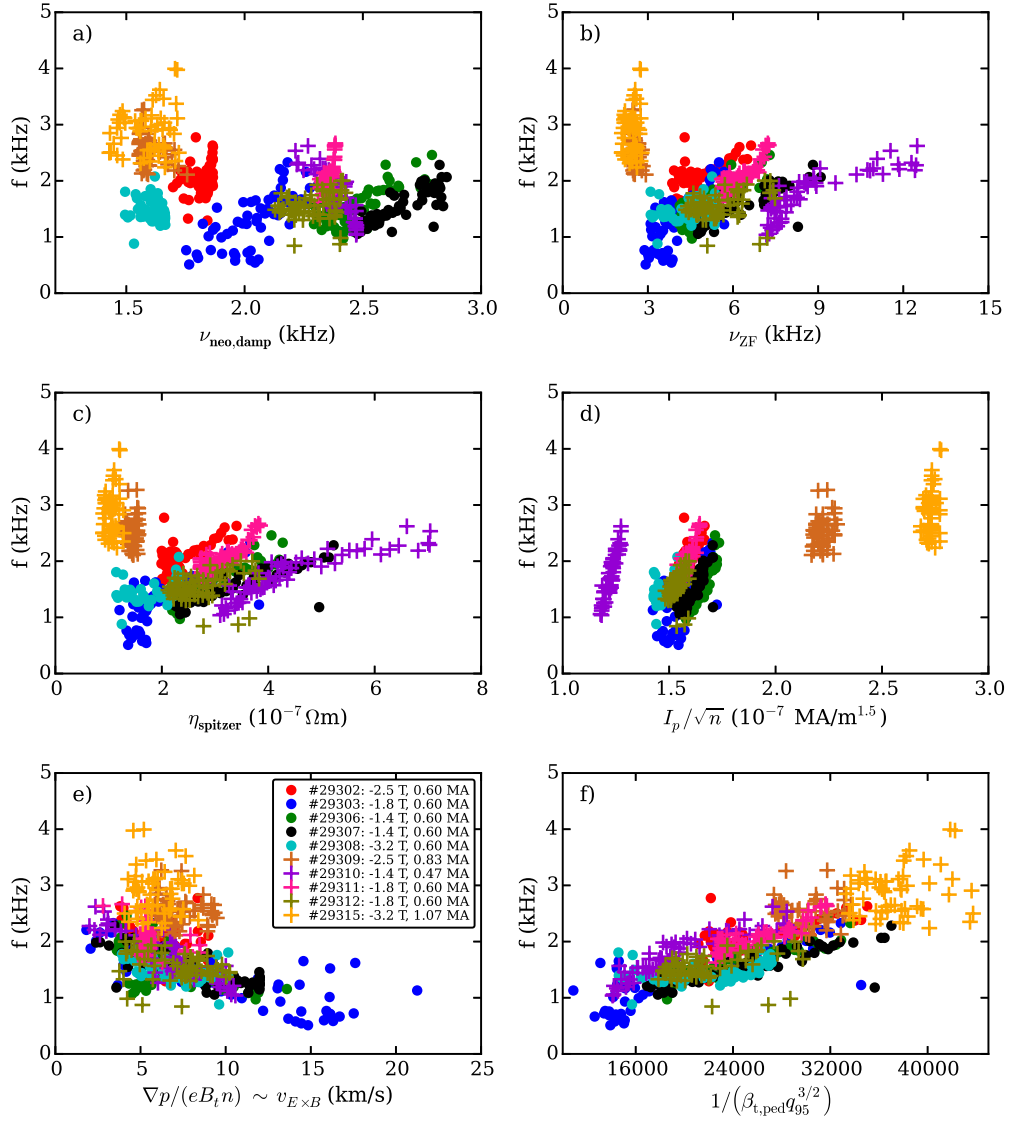 a)
5
4
3
2
1
0
f (kHz)
1.5 2.0 2.5 3.0
ν_neo,damp (kHz)
b)
5
4
3
2
1
0
f (kHz)
0 3 6 9 12 15
ν_ZF (kHz)
c)
5
4
3
2
1
0
f (kHz)
0 2 4 6 8
η_spitzer (10⁻⁷ Ωm)
d)
5
4
3
2
1
0
f (kHz)
1.0 1.5 2.0 2.5 3.0
I_p/√n (10⁻⁷ MA/m^1.5)
e)
5
4
3
2
1
0
f (kHz)
#29302: -2.5 T, 0.60 MA
#29303: -1.8 T, 0.60 MA
#29306: -1.4 T, 0.60 MA
#29307: -1.4 T, 0.60 MA
#29308: -3.2 T, 0.60 MA
#29309: -2.5 T, 0.83 MA
#29310: -1.4 T, 0.47 MA
#29311: -1.8 T, 0.60 MA
#29312: -1.8 T, 0.60 MA
#29315: -3.2 T, 1.07 MA
0 5 10 15 20 25
∇p/(eB_t n) ~ v_E×B (km/s)
f)
5
4
3
2
1
0
f (kHz)
16000 24000 32000 40000
1/(β_t,ped q_95^3/2)